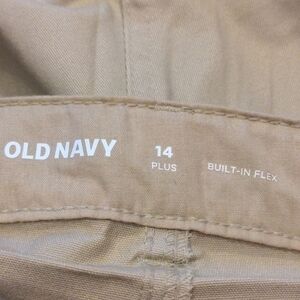 OLD NAVY
14
PLUS
BUILT-IN FLEX